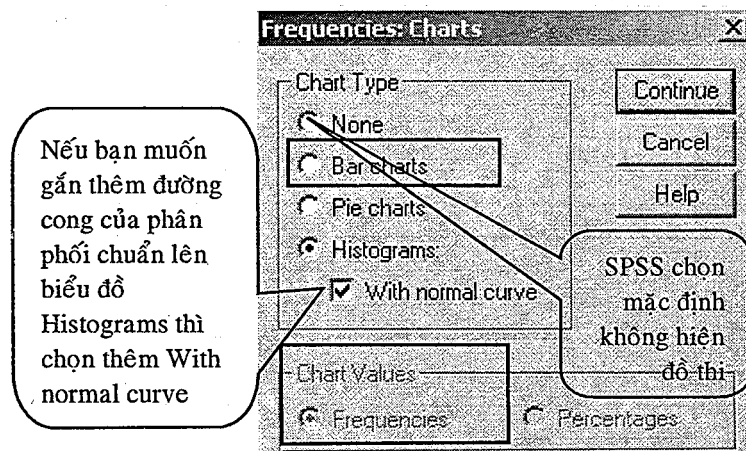 Frequencies: Charts
Chart Type
None
Bar charts
Pie charts
Histograms:
With normal curve
Continue
Cancel
Help
Nếu bạn muốn
gắn thêm đường
cong của phân
phối chuẩn lên
biểu đồ
Histograms thì
chọn thêm With
normal curve
SPSS chọn
mặc định
không hiện
đồ thi
Chart Values
Frequencies
Percentages